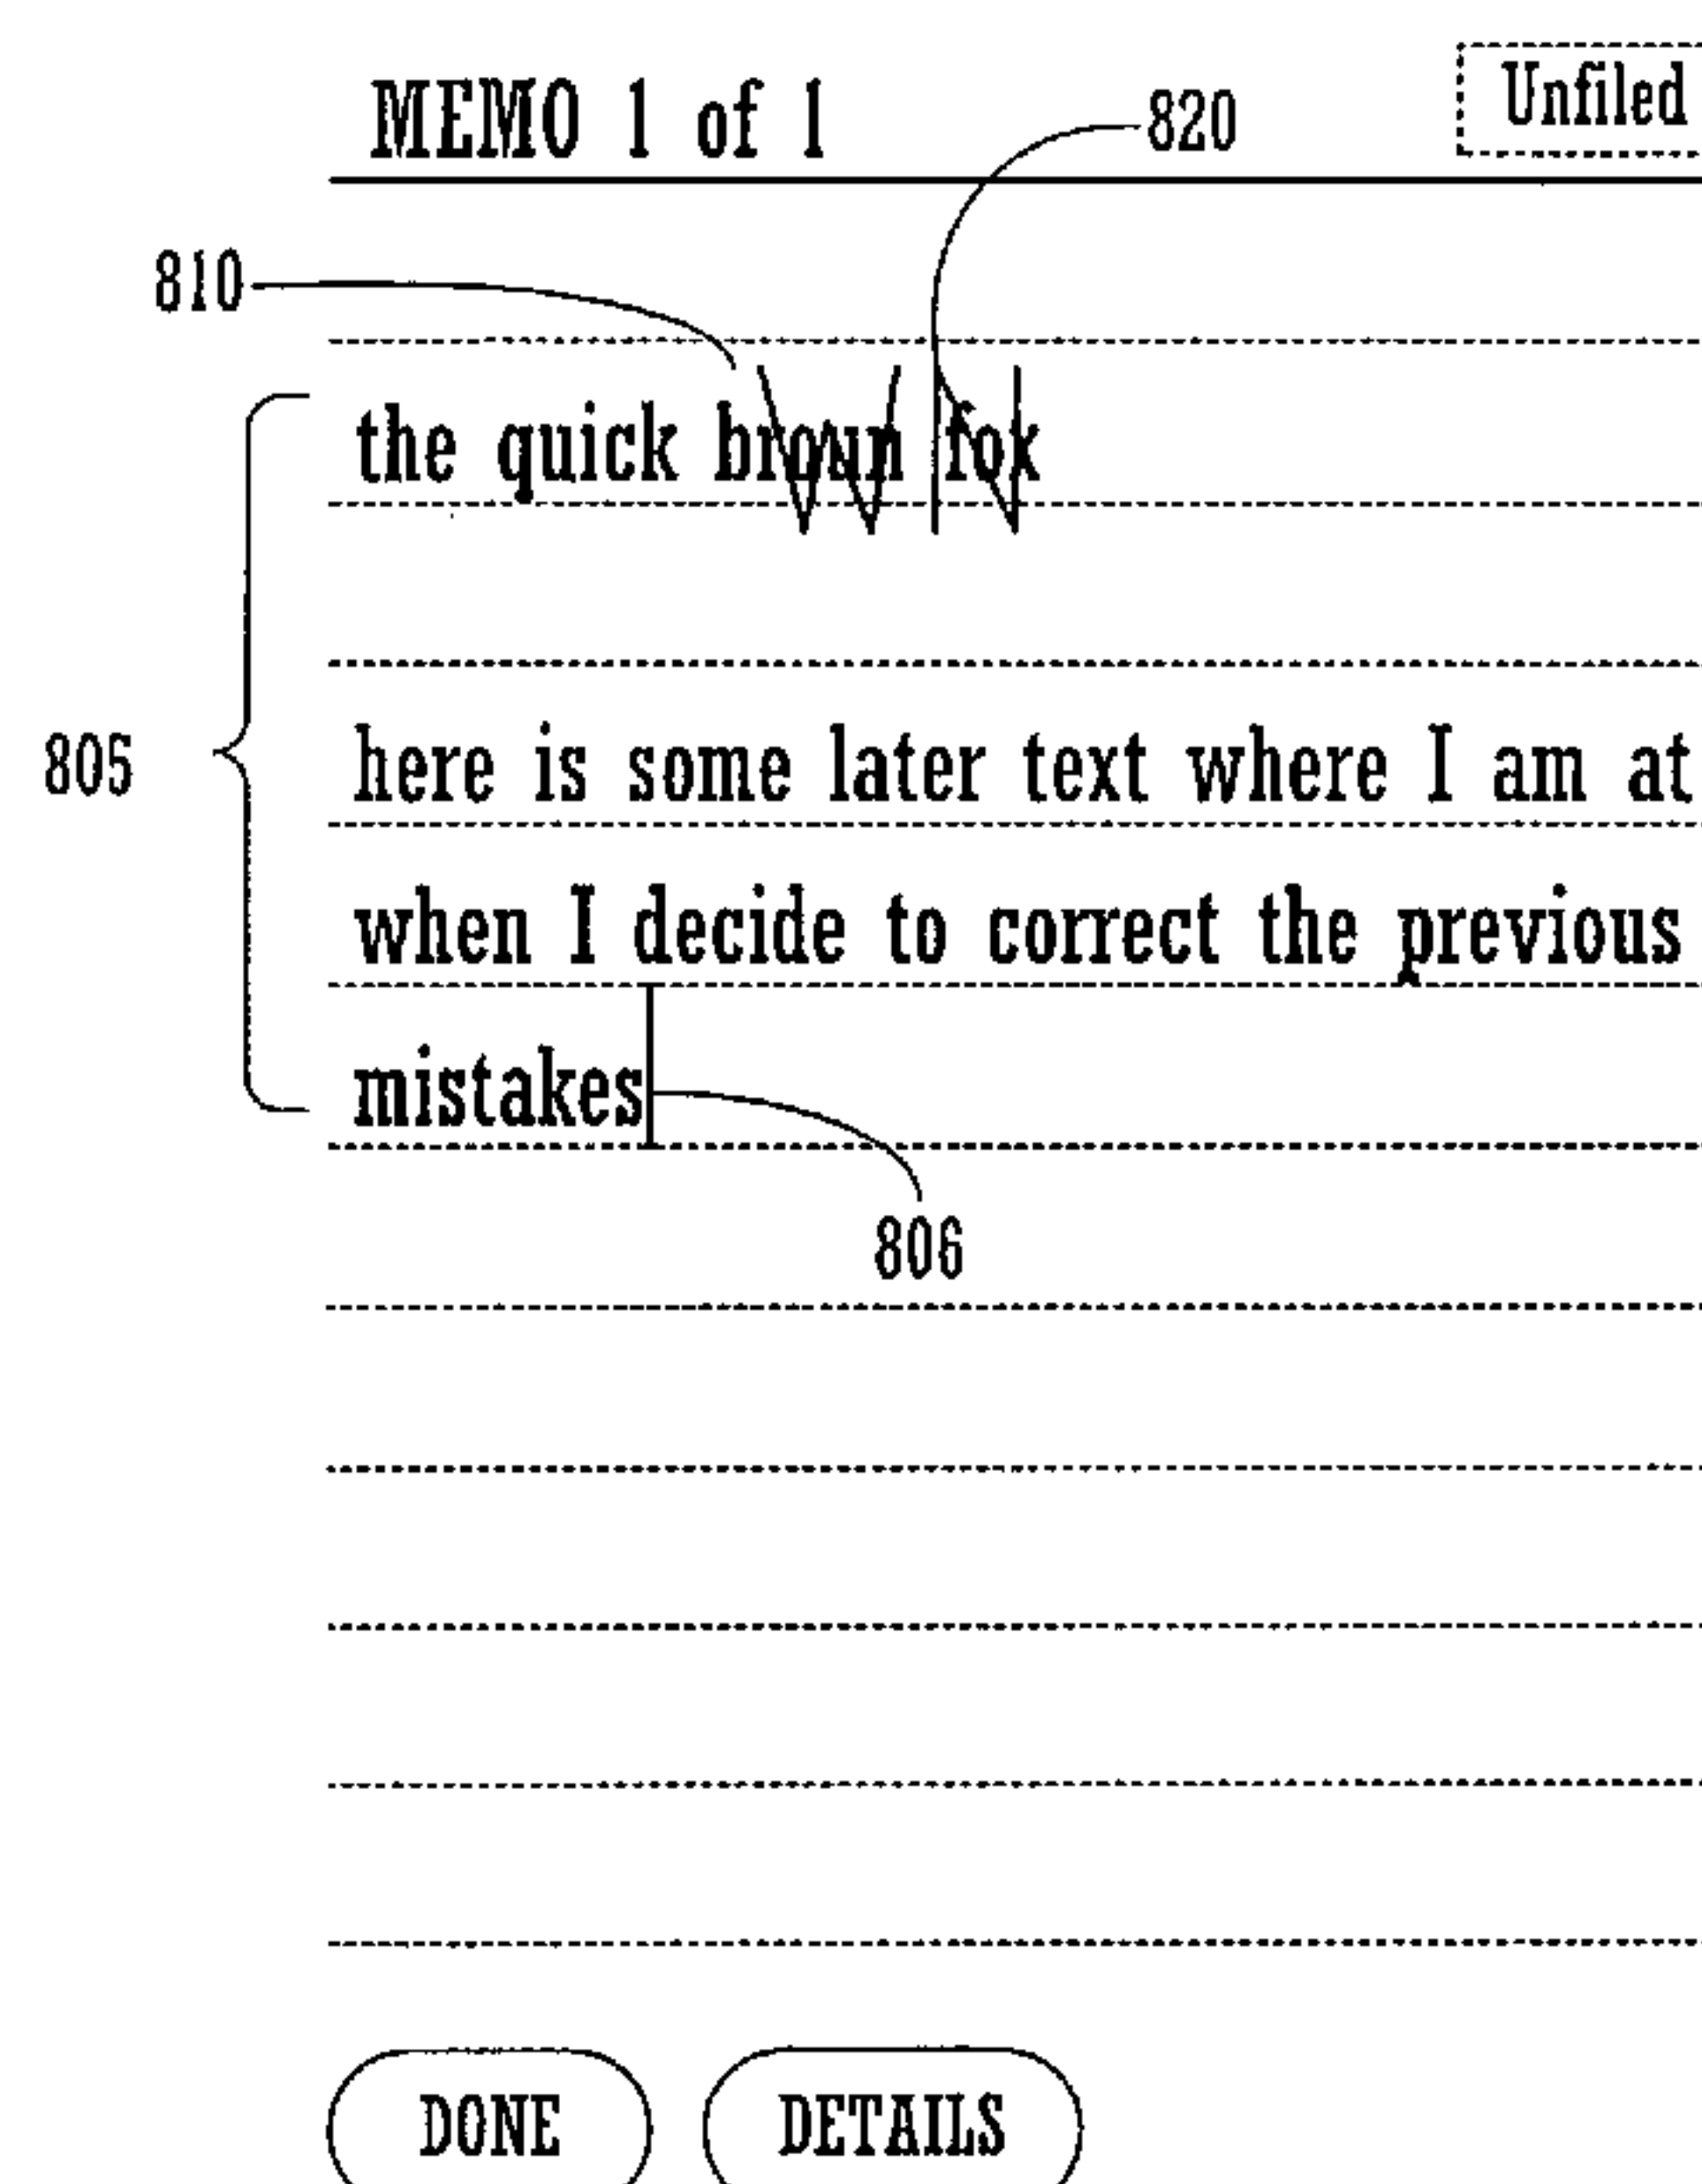 MEMO 1 of 1
820
Unfiled
810
the quick broun fok
W N
805
here is some later text where I am at
when I decide to correct the previous
mistakes
806
DONE DETAILS